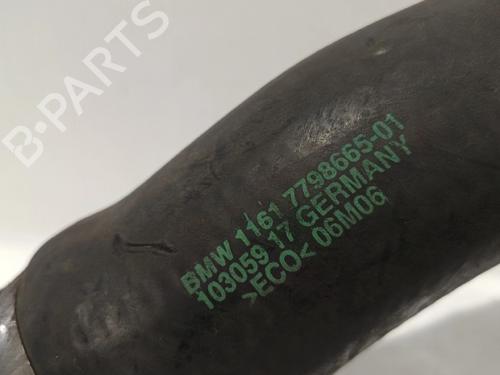 B-PARTS
BMW 1161 7798665-01
103059 17 GERMANY
>ECO< 06M06